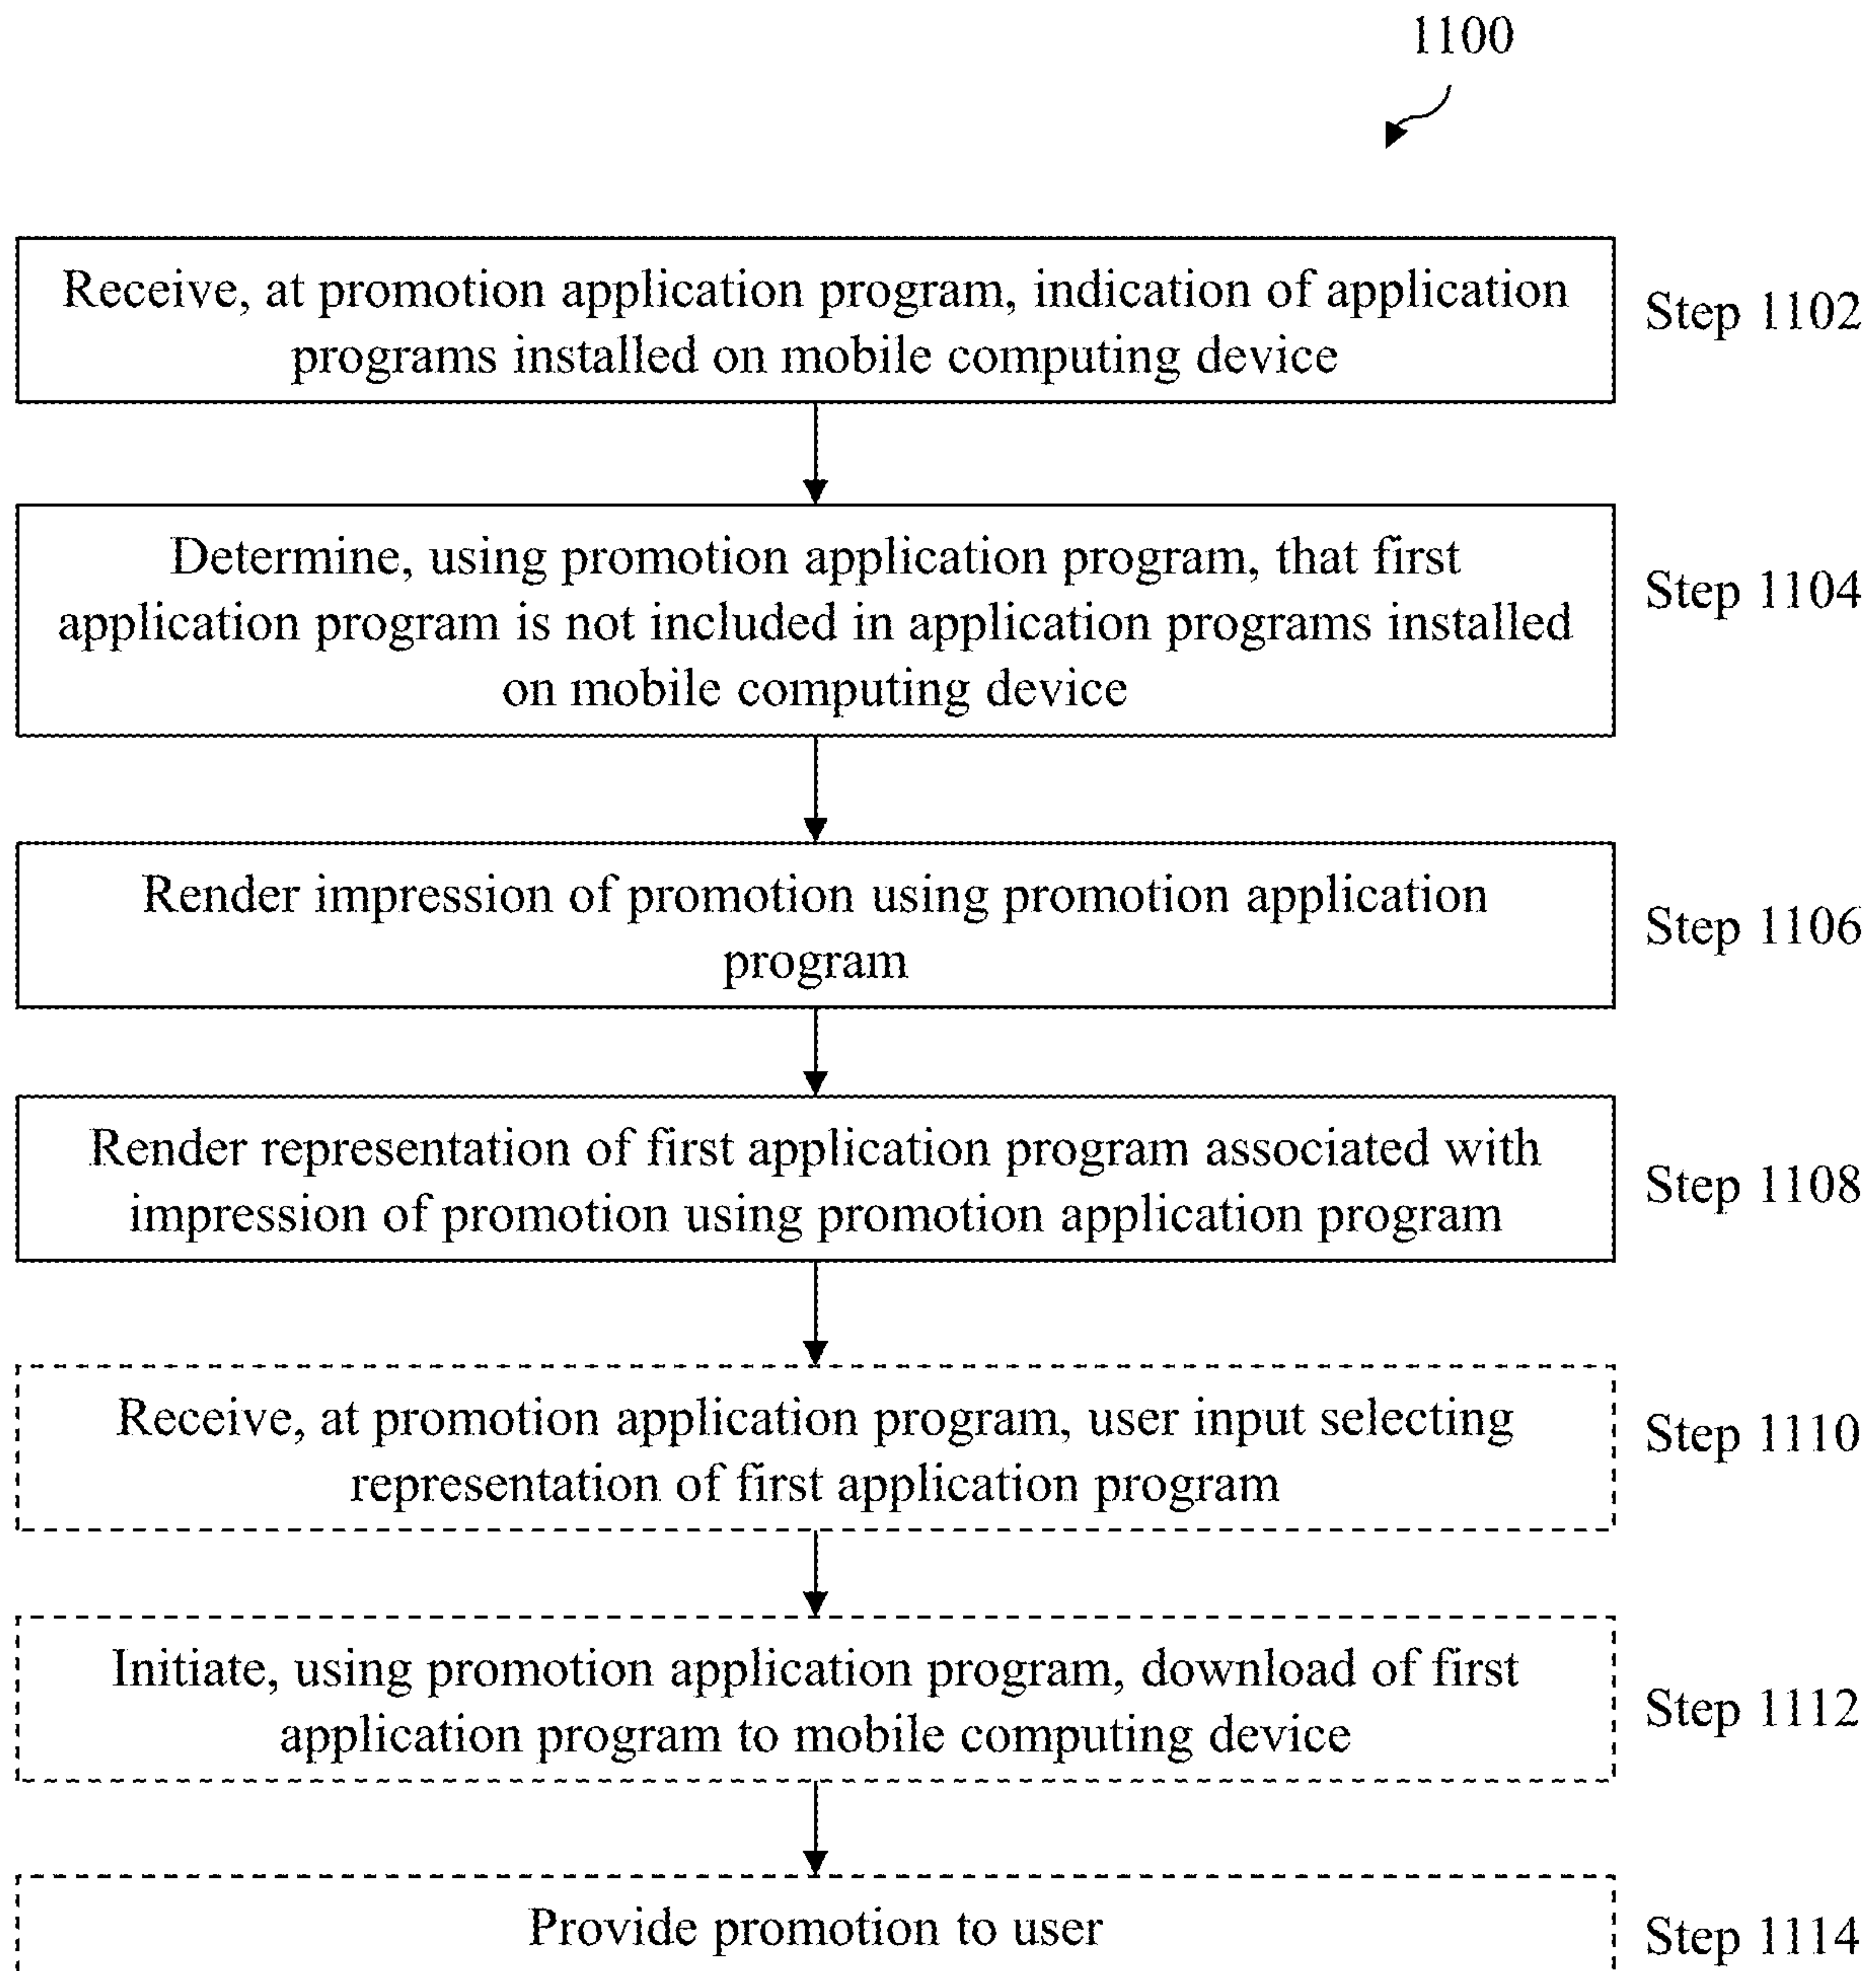 1100
Receive, at promotion application program, indication of application
programs installed on mobile computing device
Step 1102
Determine, using promotion application program, that first
application program is not included in application programs installed
on mobile computing device
Step 1104
Render impression of promotion using promotion application
program
Step 1106
Render representation of first application program associated with
impression of promotion using promotion application program
Step 1108
Receive, at promotion application program, user input selecting
representation of first application program
Step 1110
Initiate, using promotion application program, download of first
application program to mobile computing device
Step 1112
Provide promotion to user
Step 1114